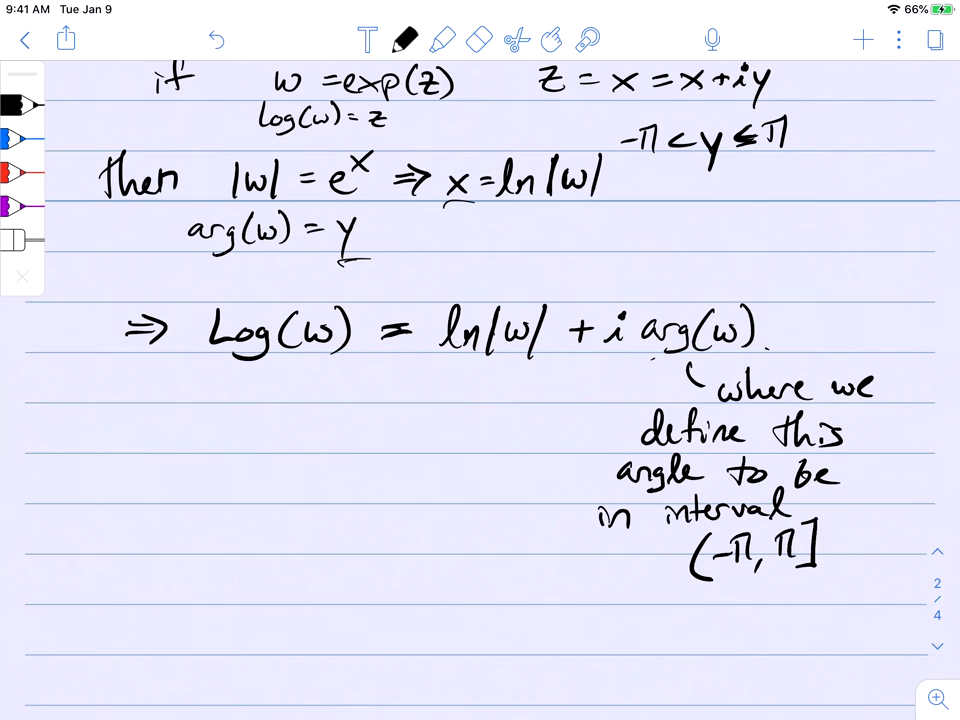 9:41 AM Tue Jan 9
66%
T
if w = exp(z) z = x = x + iy
log(w) = z
-π < y ≤ π
then |w| = e^x ⇒ x = ln|w|
arg(w) = y
⇒ Log(w) = ln|w| + i arg(w).
where we
define this
angle to be
in interval
(-π, π]
2
/
4